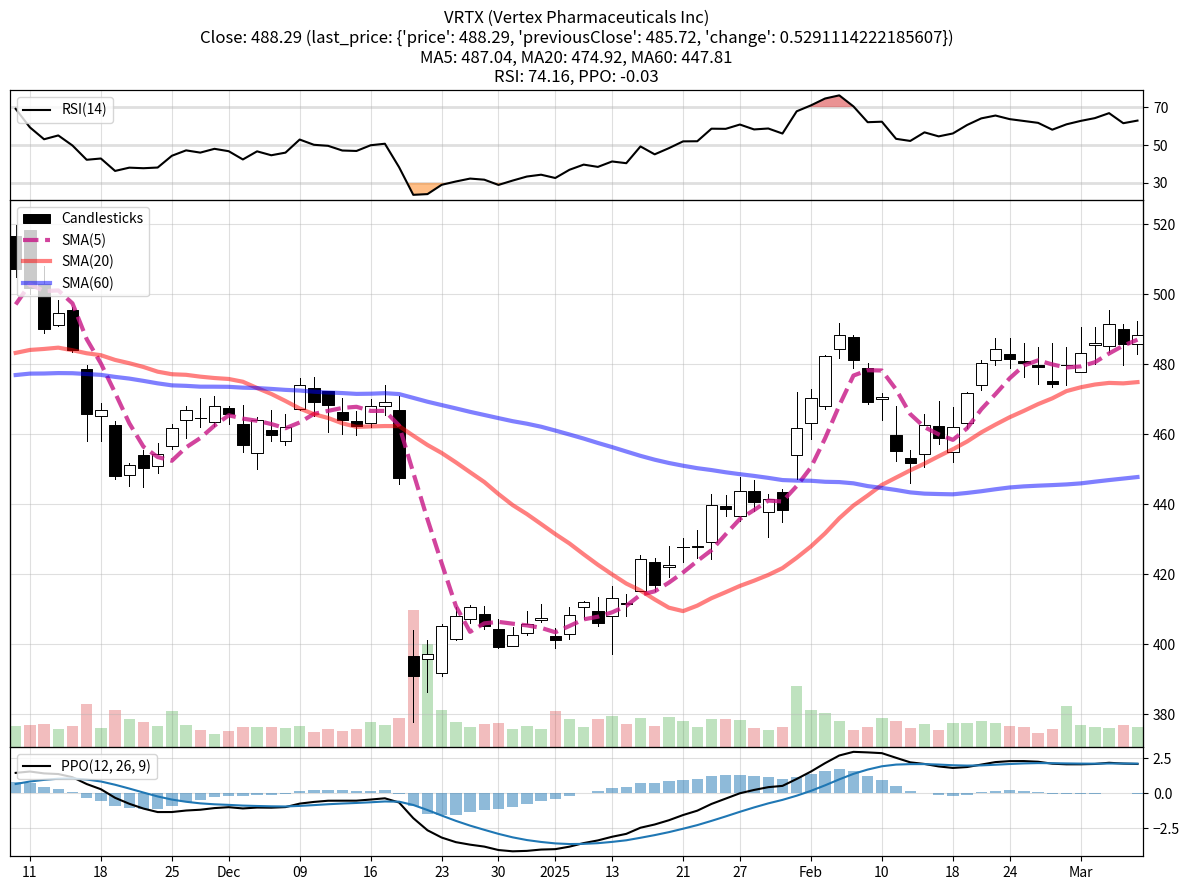 VRTX (Vertex Pharmaceuticals Inc)
Close: 488.29 (last_price: {'price': 488.29, 'previousClose': 485.72, 'change': 0.5291114222185607})
MA5: 487.04, MA20: 474.92, MA60: 447.81
RSI: 74.16, PPO: -0.03
RSI(14)
70
50
30
Candlesticks
SMA(5)
SMA(20)
SMA(60)
520
500
480
460
440
420
400
380
PPO(12, 26, 9)
2.5
0.0
−2.5
11 18 25 Dec 09 16 23 30 2025 13 21 27 Feb 10 18 24 Mar